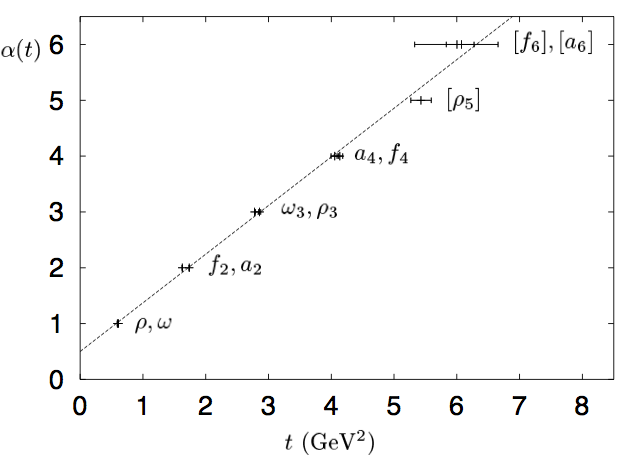 α(t)
6
[f₆], [a₆]
5
[ρ₅]
4
a₄, f₄
3
ω₃, ρ₃
2
f₂, a₂
1
ρ, ω
0
0 1 2 3 4 5 6 7 8
t (GeV²)